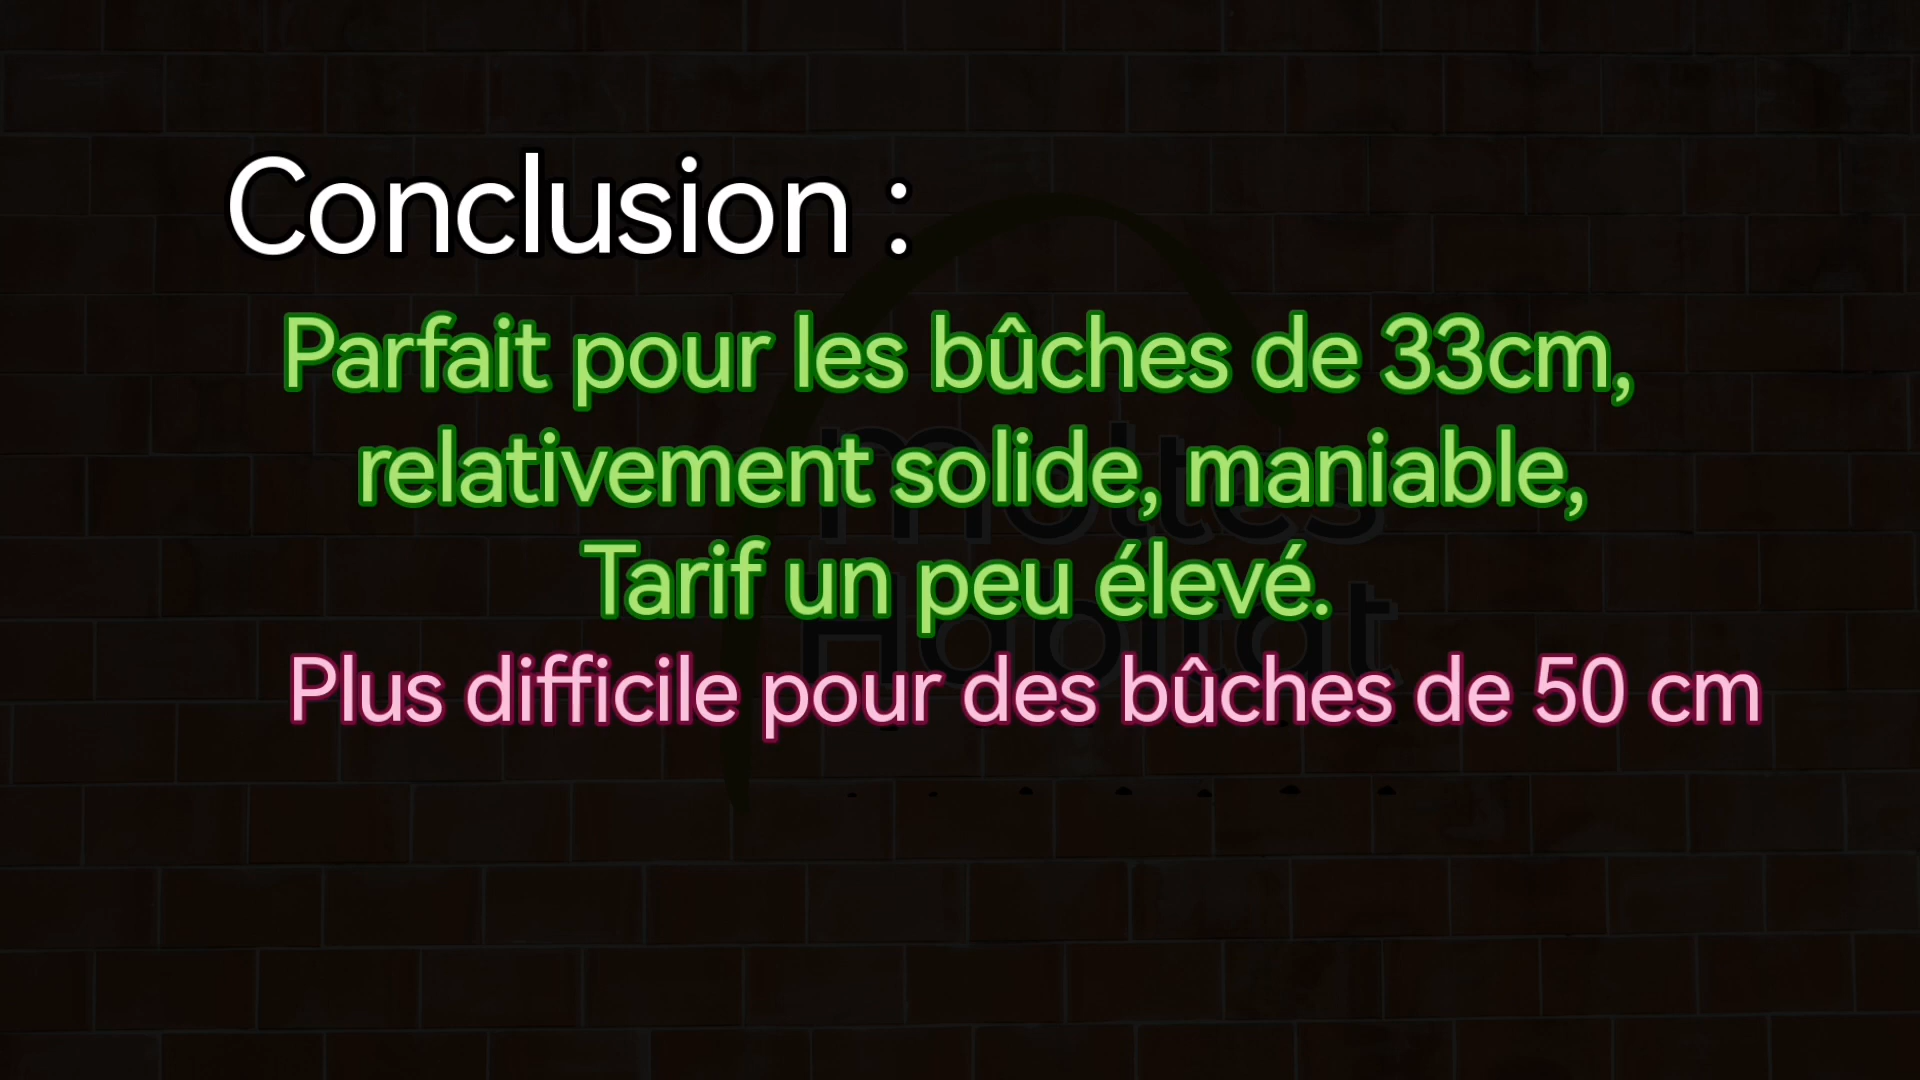 Conclusion :
Parfait pour les bûches de 33cm,
relativement solide, maniable,
Tarif un peu élevé.
Plus difficile pour des bûches de 50 cm
Habitat